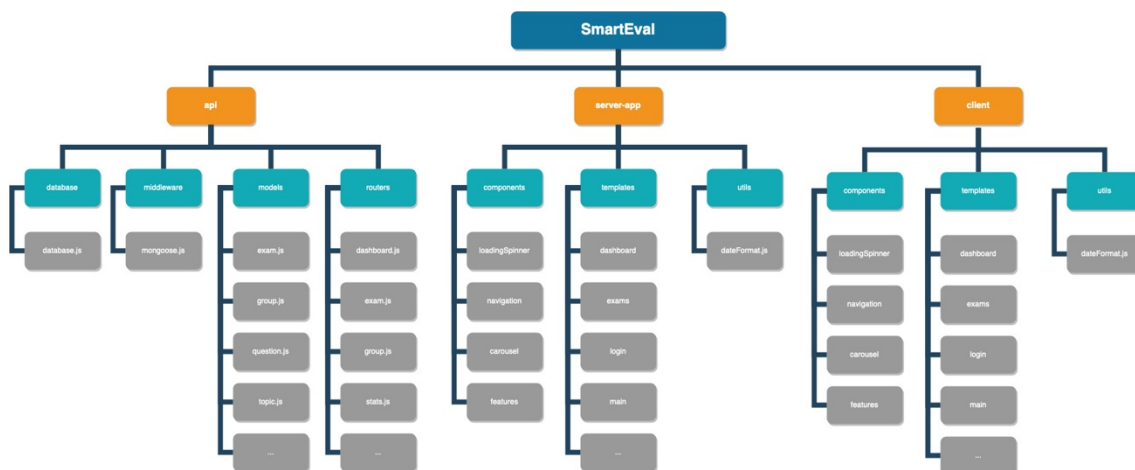 SmartEval
api
server-app
client
database
middleware
models
routers
components
templates
utils
components
templates
utils
database.js
mongoose.js
exam.js
dashboard.js
loadingSpinner
dashboard
dateFormat.js
loadingSpinner
dashboard
dateFormat.js
group.js
exam.js
navigation
exams
navigation
exams
question.js
group.js
carousel
login
carousel
login
topic.js
stats.js
features
main
features
main
...
...
...
...